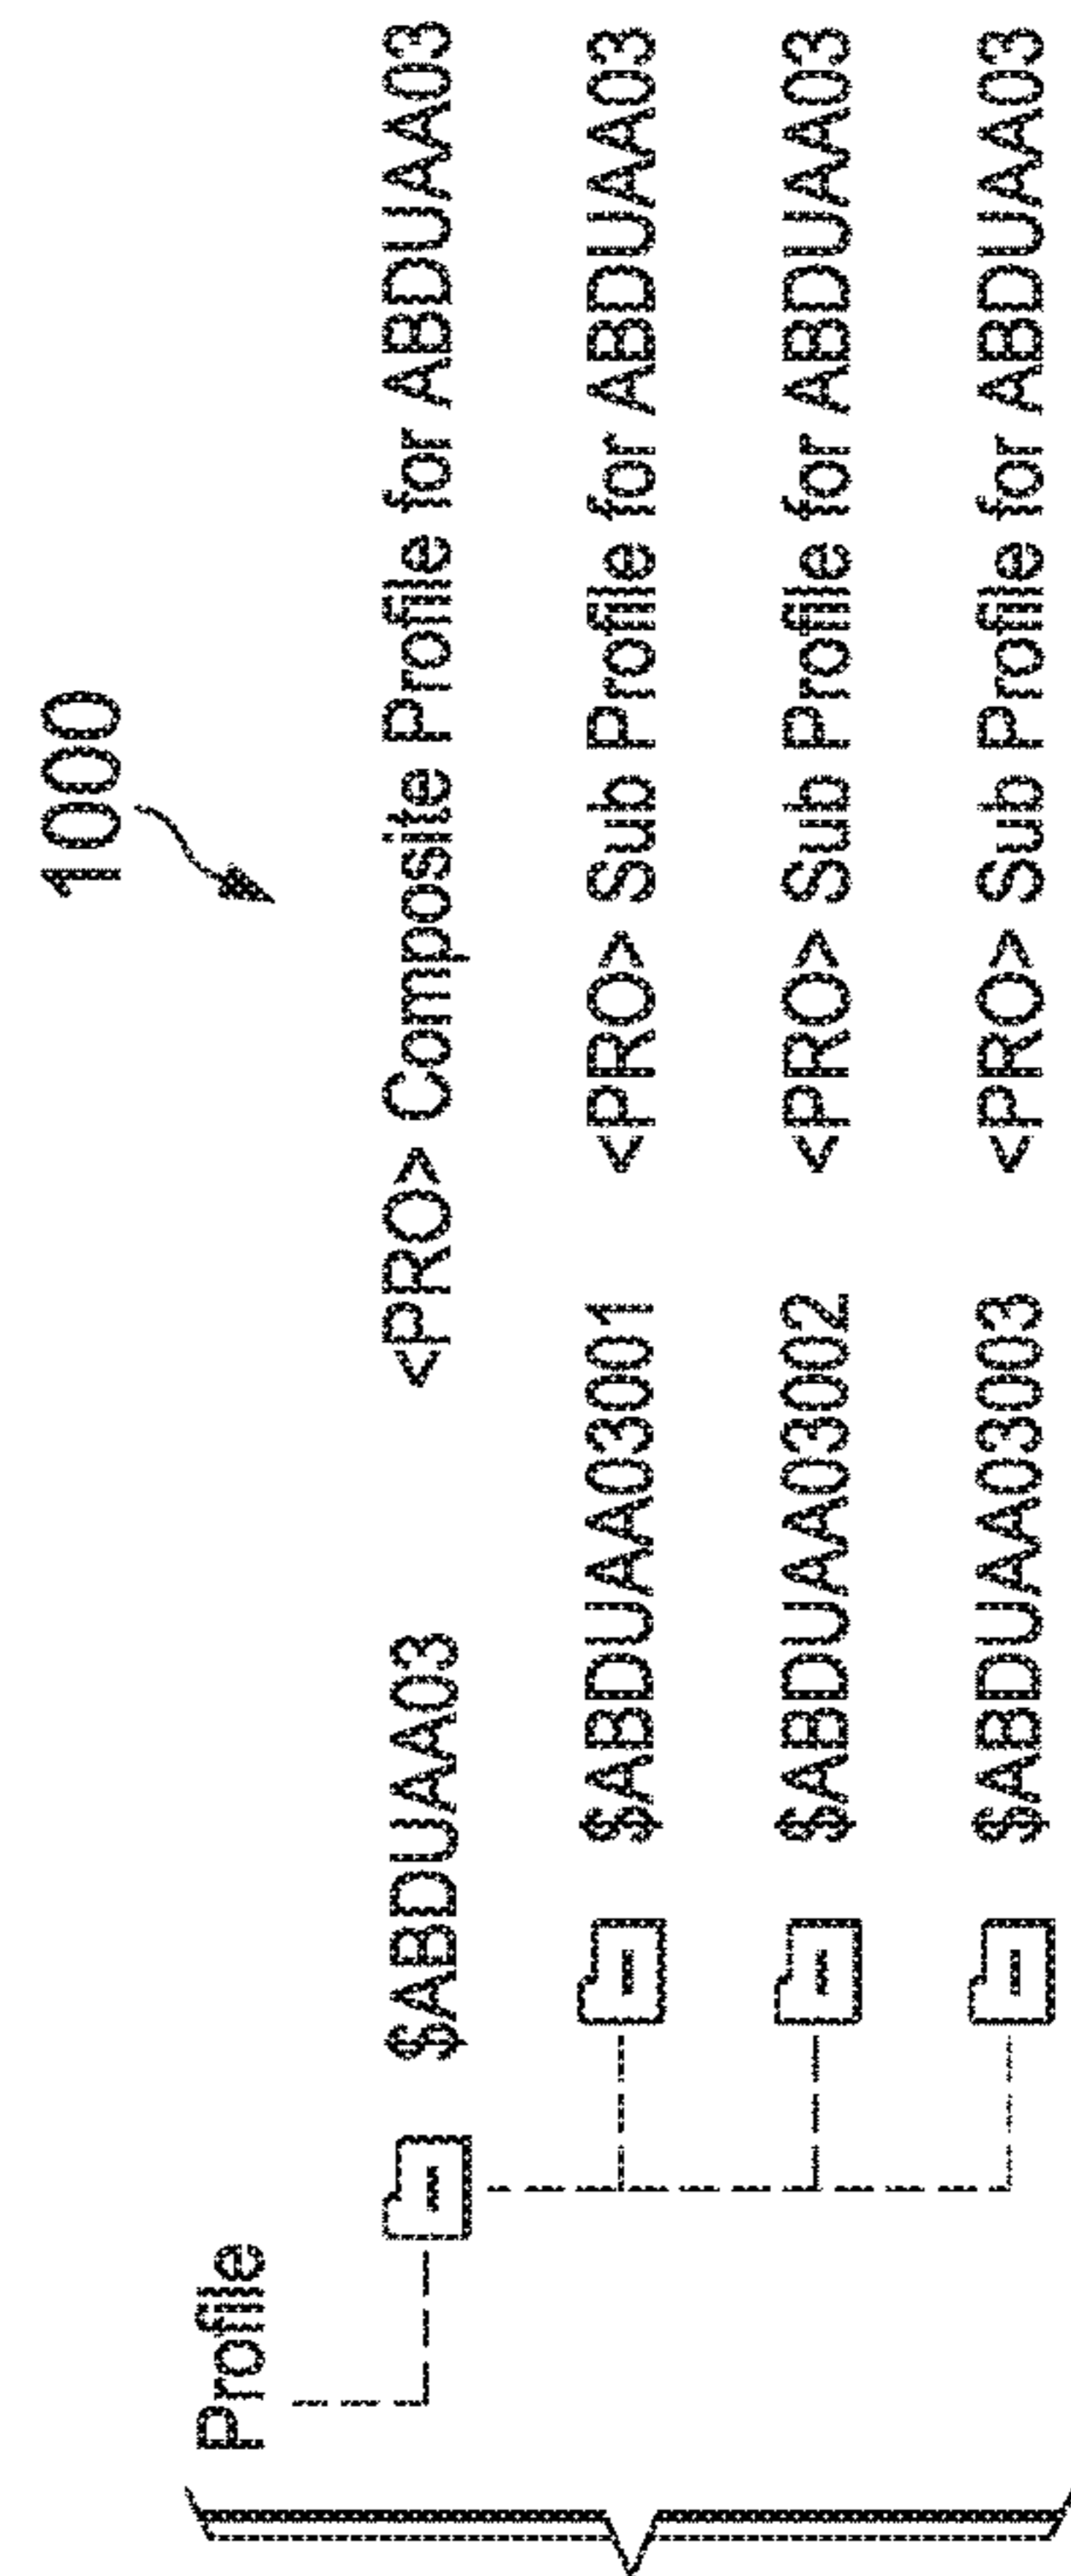 1000
Profile
$ABDUAA03 <PRO> Composite Profile for ABDUAA03
$ABDUAA03001 <PRO> Sub Profile for ABDUAA03
$ABDUAA03002 <PRO> Sub Profile for ABDUAA03
$ABDUAA03003 <PRO> Sub Profile for ABDUAA03